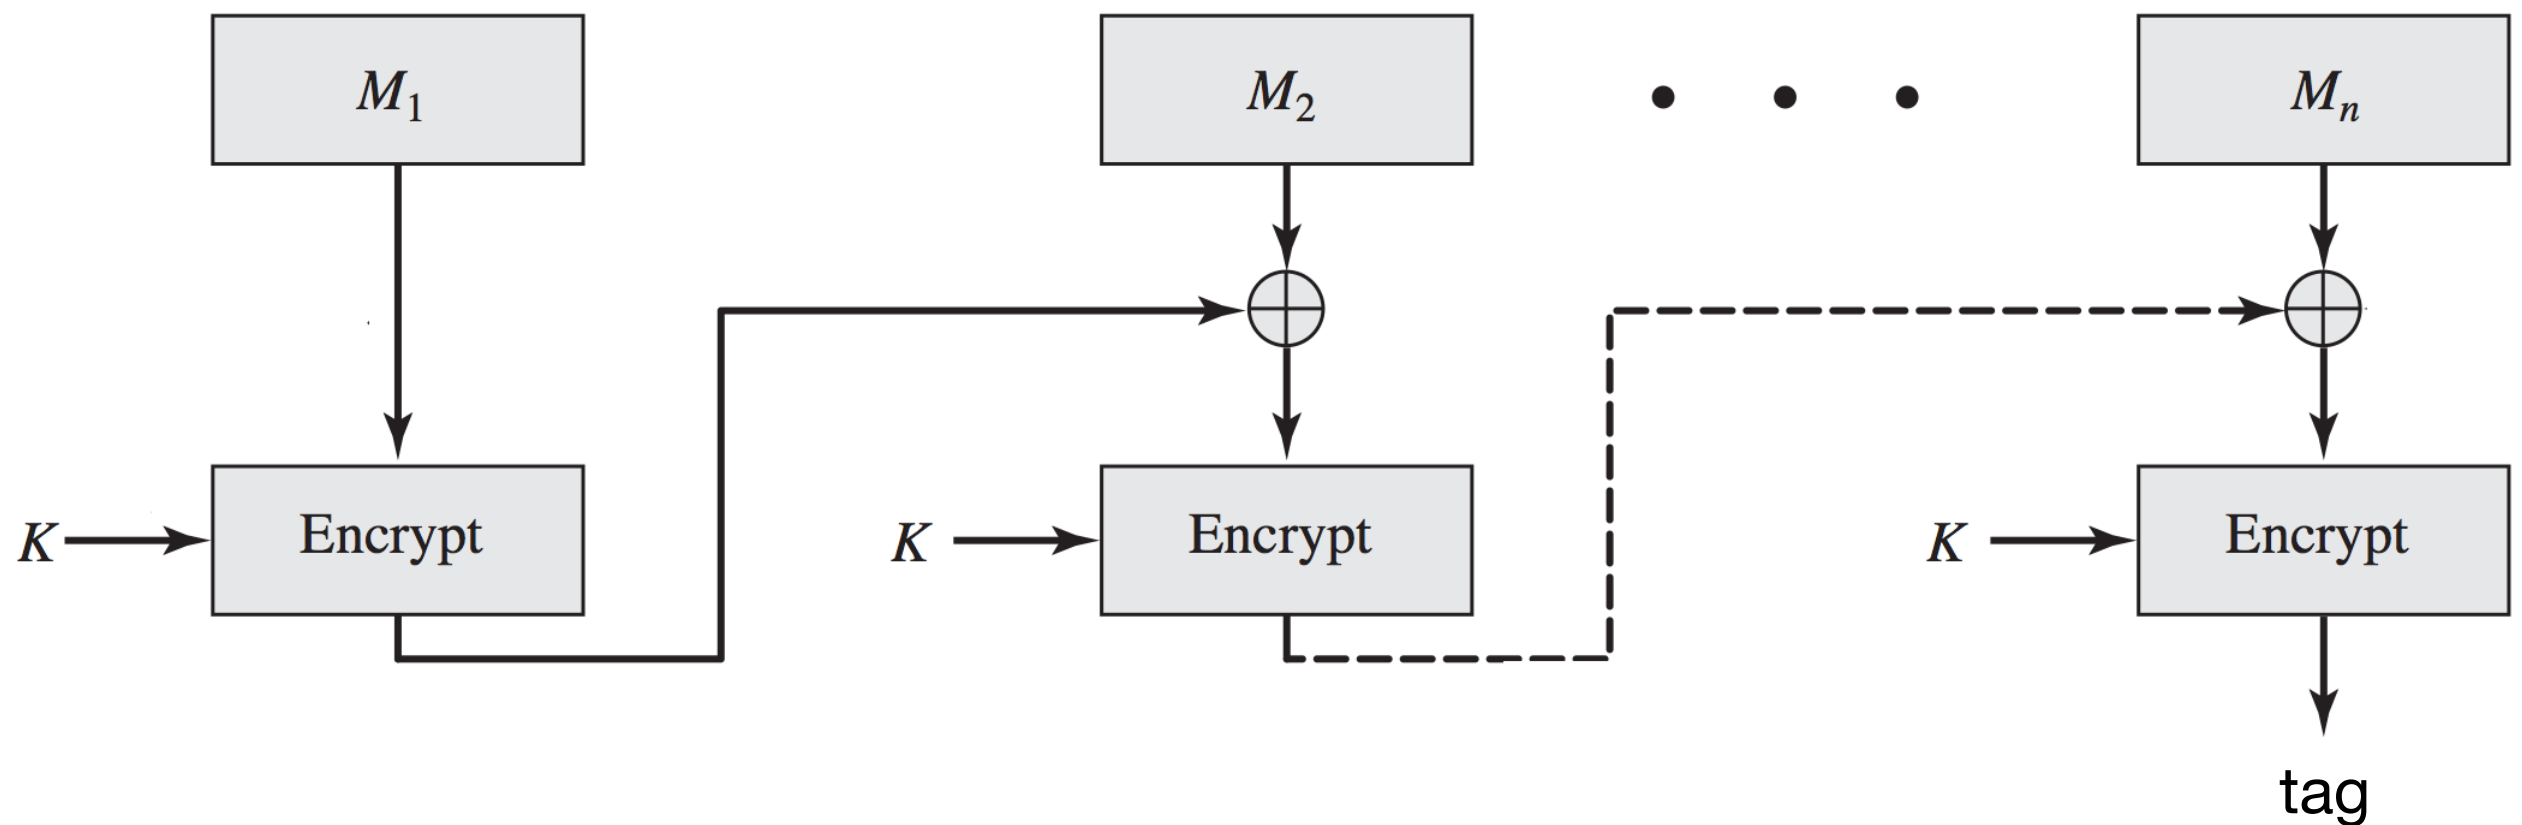 M1 M2 • • • Mn
K Encrypt K Encrypt K Encrypt
tag